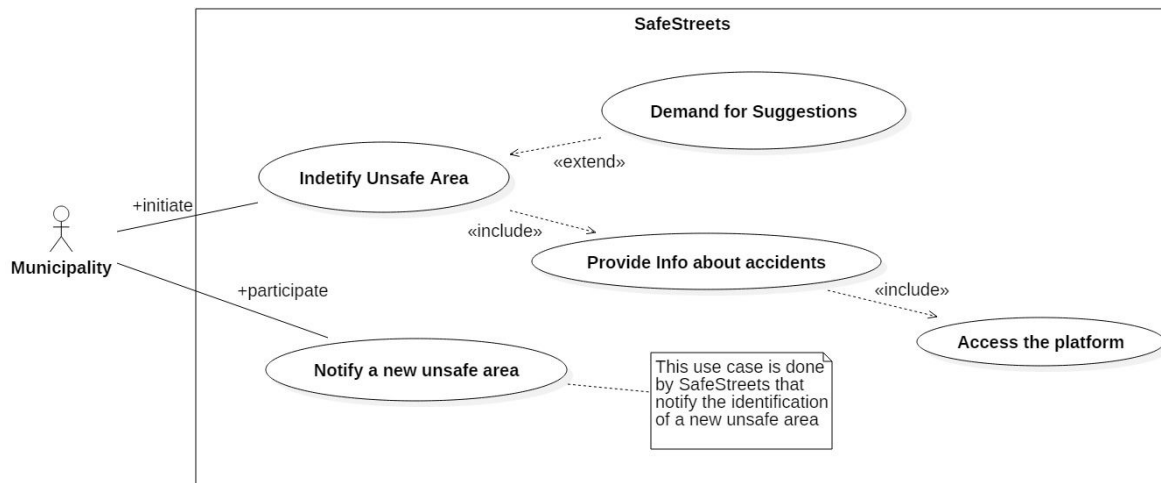 SafeStreets
Demand for Suggestions
«extend»
Indetify Unsafe Area
+initiate
«include»
Municipality
Provide Info about accidents
+participate
«include»
Access the platform
Notify a new unsafe area
This use case is done
by SafeStreets that
notify the identification
of a new unsafe area